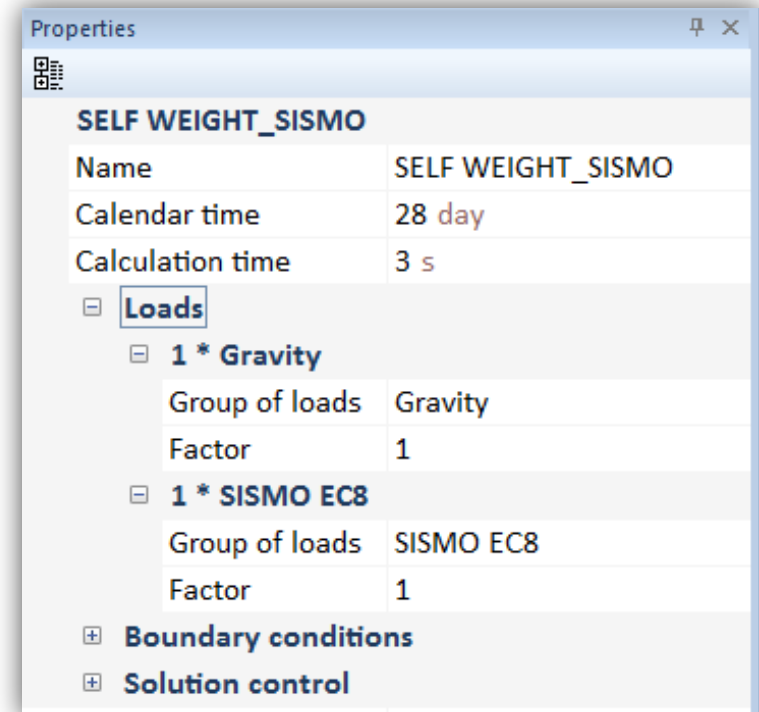 Properties
SELF WEIGHT_SISMO
Name SELF WEIGHT_SISMO
Calendar time 28 day
Calculation time 3 s
Loads
1 * Gravity
Group of loads Gravity
Factor 1
1 * SISMO EC8
Group of loads SISMO EC8
Factor 1
Boundary conditions
Solution control